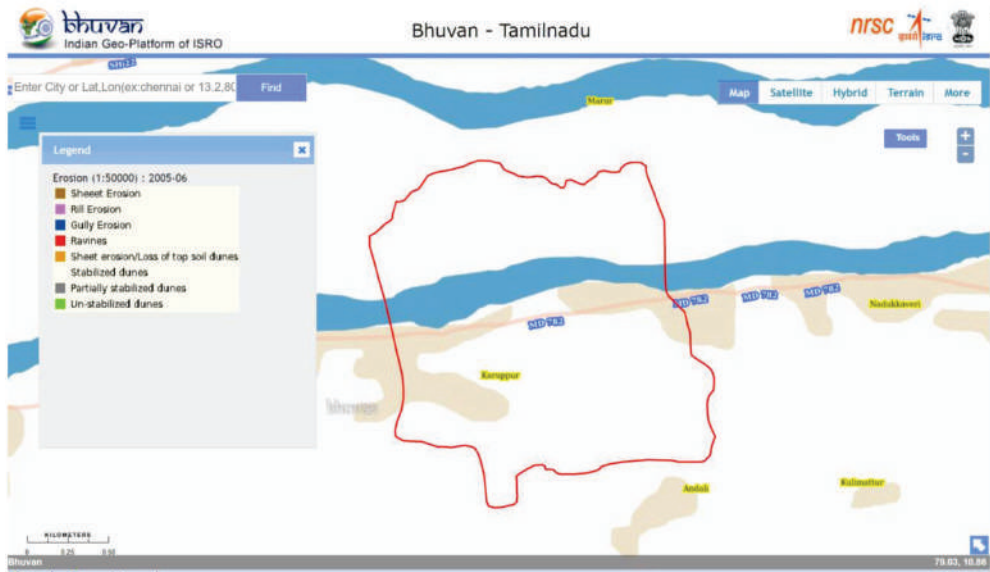 bhuvan
Indian Geo-Platform of ISRO
Bhuvan - Tamilnadu
nrsc
Enter City or Lat,Lon(ex:chennai or 13.2,80
Find
Map Satellite Hybrid Terrain More
Tools
+
-
Legend
x
Erosion (1:50000) : 2005-06
Sheeet Erosion
Rill Erosion
Gully Erosion
Ravines
Sheet erosion/Loss of top soil dunes
Stabilized dunes
Partially stabilized dunes
Un-stabilized dunes
Marur
MD 782
MD 782
MD 782
MD 782
Nadukkaveri
Karuppur
bhuvan
Andali
KILOMETERS
0 0.25 0.50
Bhuvan
79.03, 10.86